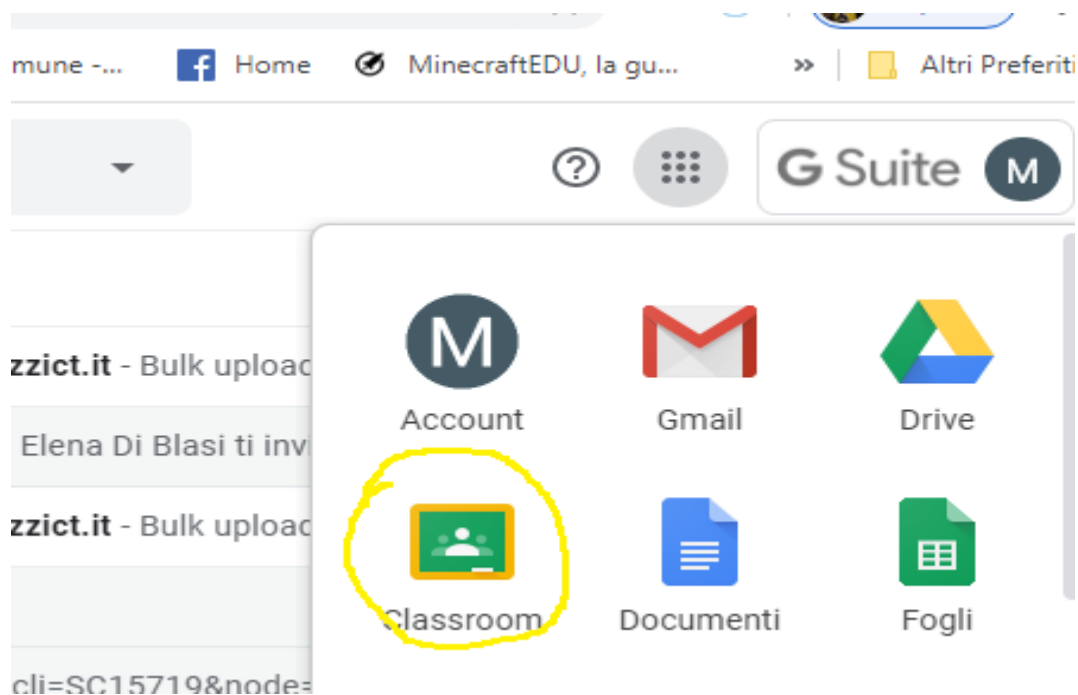 mune -... f Home MinecraftEDU, la gu... » Altri Preferiti
G Suite M
M
Account Gmail Drive
zzict.it - Bulk upload
Elena Di Blasi ti invi
zzict.it - Bulk upload
Classroom Documenti Fogli
cli=SC15719&node=